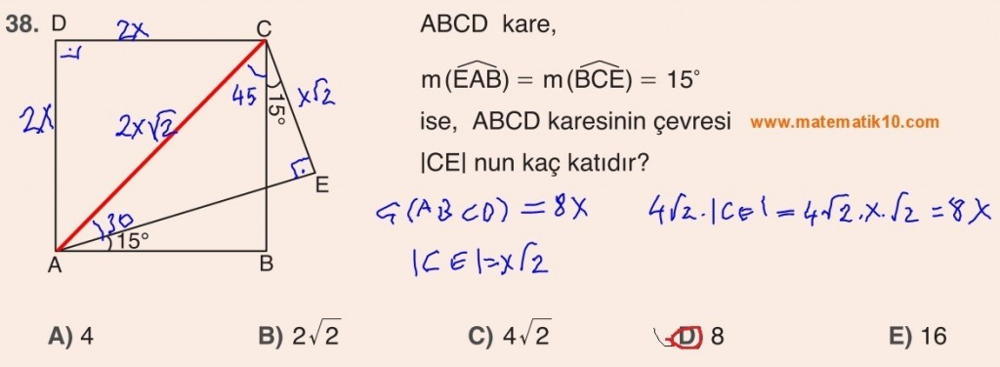 38.
D 2x C
ABCD kare,
m(EAB) = m(BCE) = 15°
ise, ABCD karesinin çevresi www.matematik10.com
|CE| nun kaç katıdır?
45 15° x√2
2x 2x√2
E
30
15°
A B
Ç(ABCD) = 8x 4√2.|CE| = 4√2.x.√2 = 8x
|CE| = x√2
A) 4 B) 2√2 C) 4√2 D) 8 E) 16